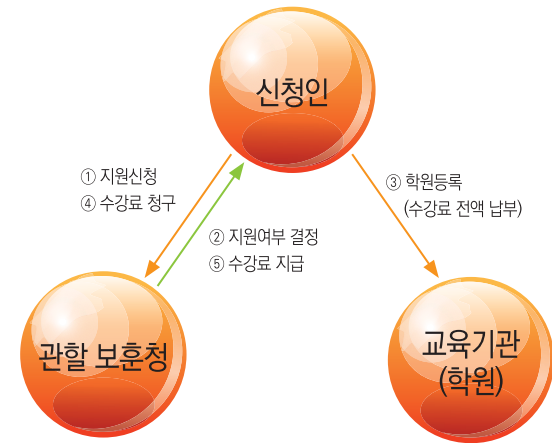 신청인
① 지원신청
④ 수강료 청구
② 지원여부 결정
⑤ 수강료 지급
③ 학원등록
(수강료 전액 납부)
관할 보훈청
교육기관
(학원)